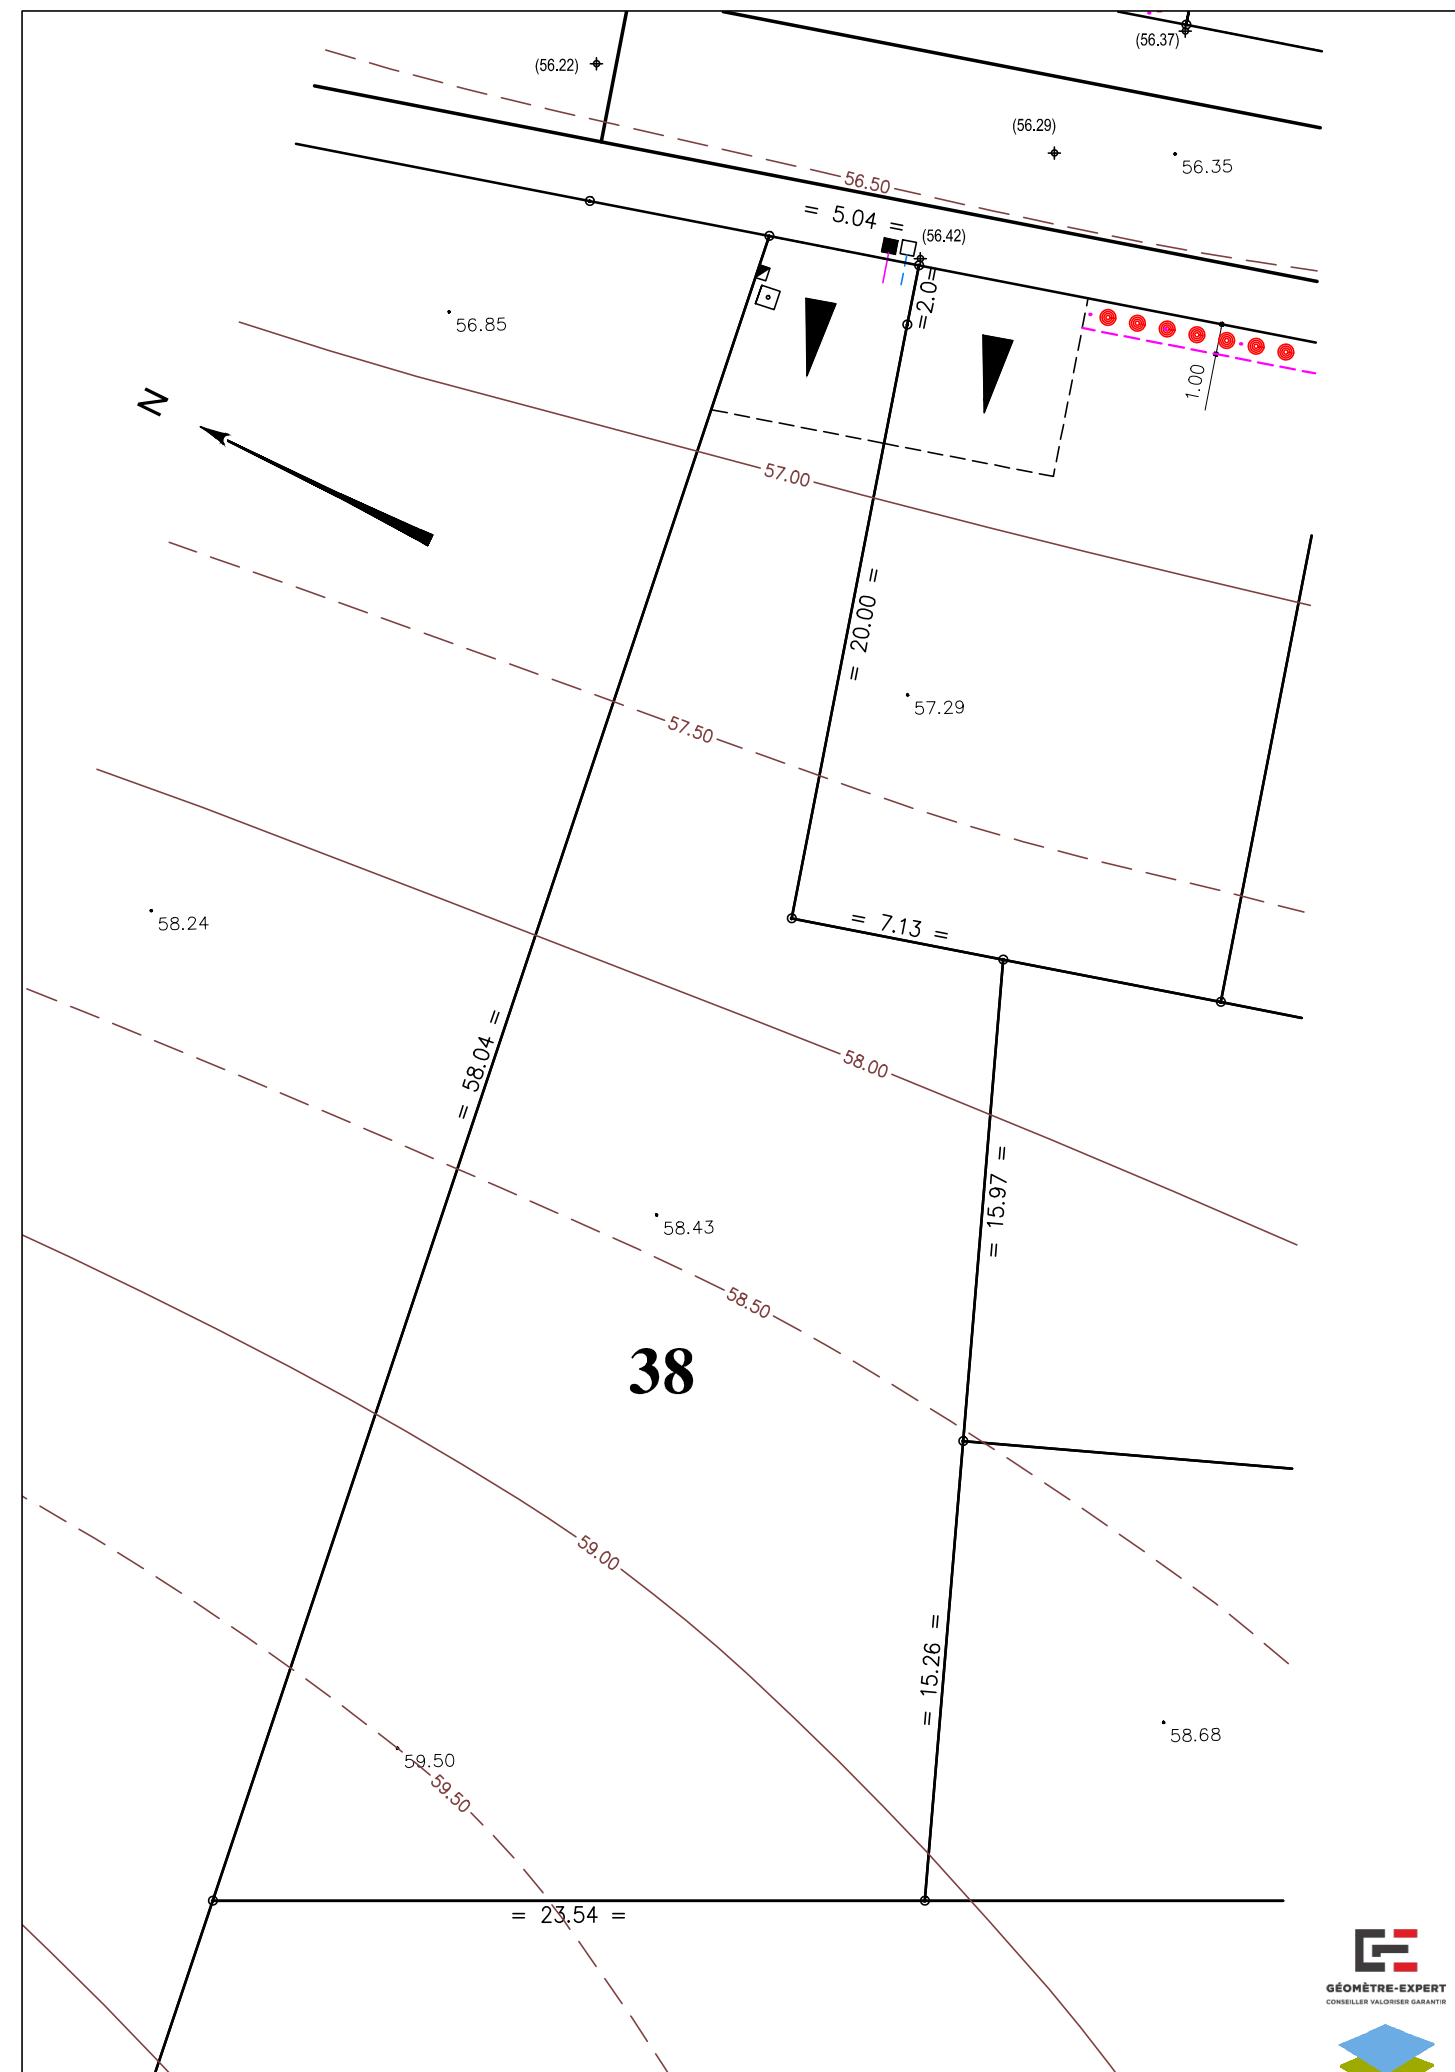 (56.37)
(56.22)
(56.29)
56.35
56.50
= 5.04 =
(56.42)
=2.0=
56.85
1.00
N
57.00
= 20.00 =
57.29
57.50
58.24
= 7.13 =
= 58.04 =
58.00
= 15.97 =
58.43
58.50
38
59.00
= 15.26 =
58.68
59.50
59.50
= 23.54 =
GÉOMÈTRE-EXPERT
CONSEILLER VALORISER GARANTIR